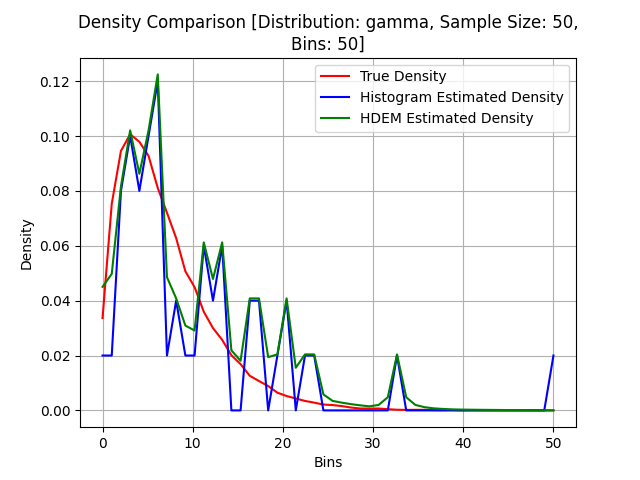 Density Comparison [Distribution: gamma, Sample Size: 50,
Bins: 50]
True Density
Histogram Estimated Density
HDEM Estimated Density
Density
0.12
0.10
0.08
0.06
0.04
0.02
0.00
0 10 20 30 40 50
Bins